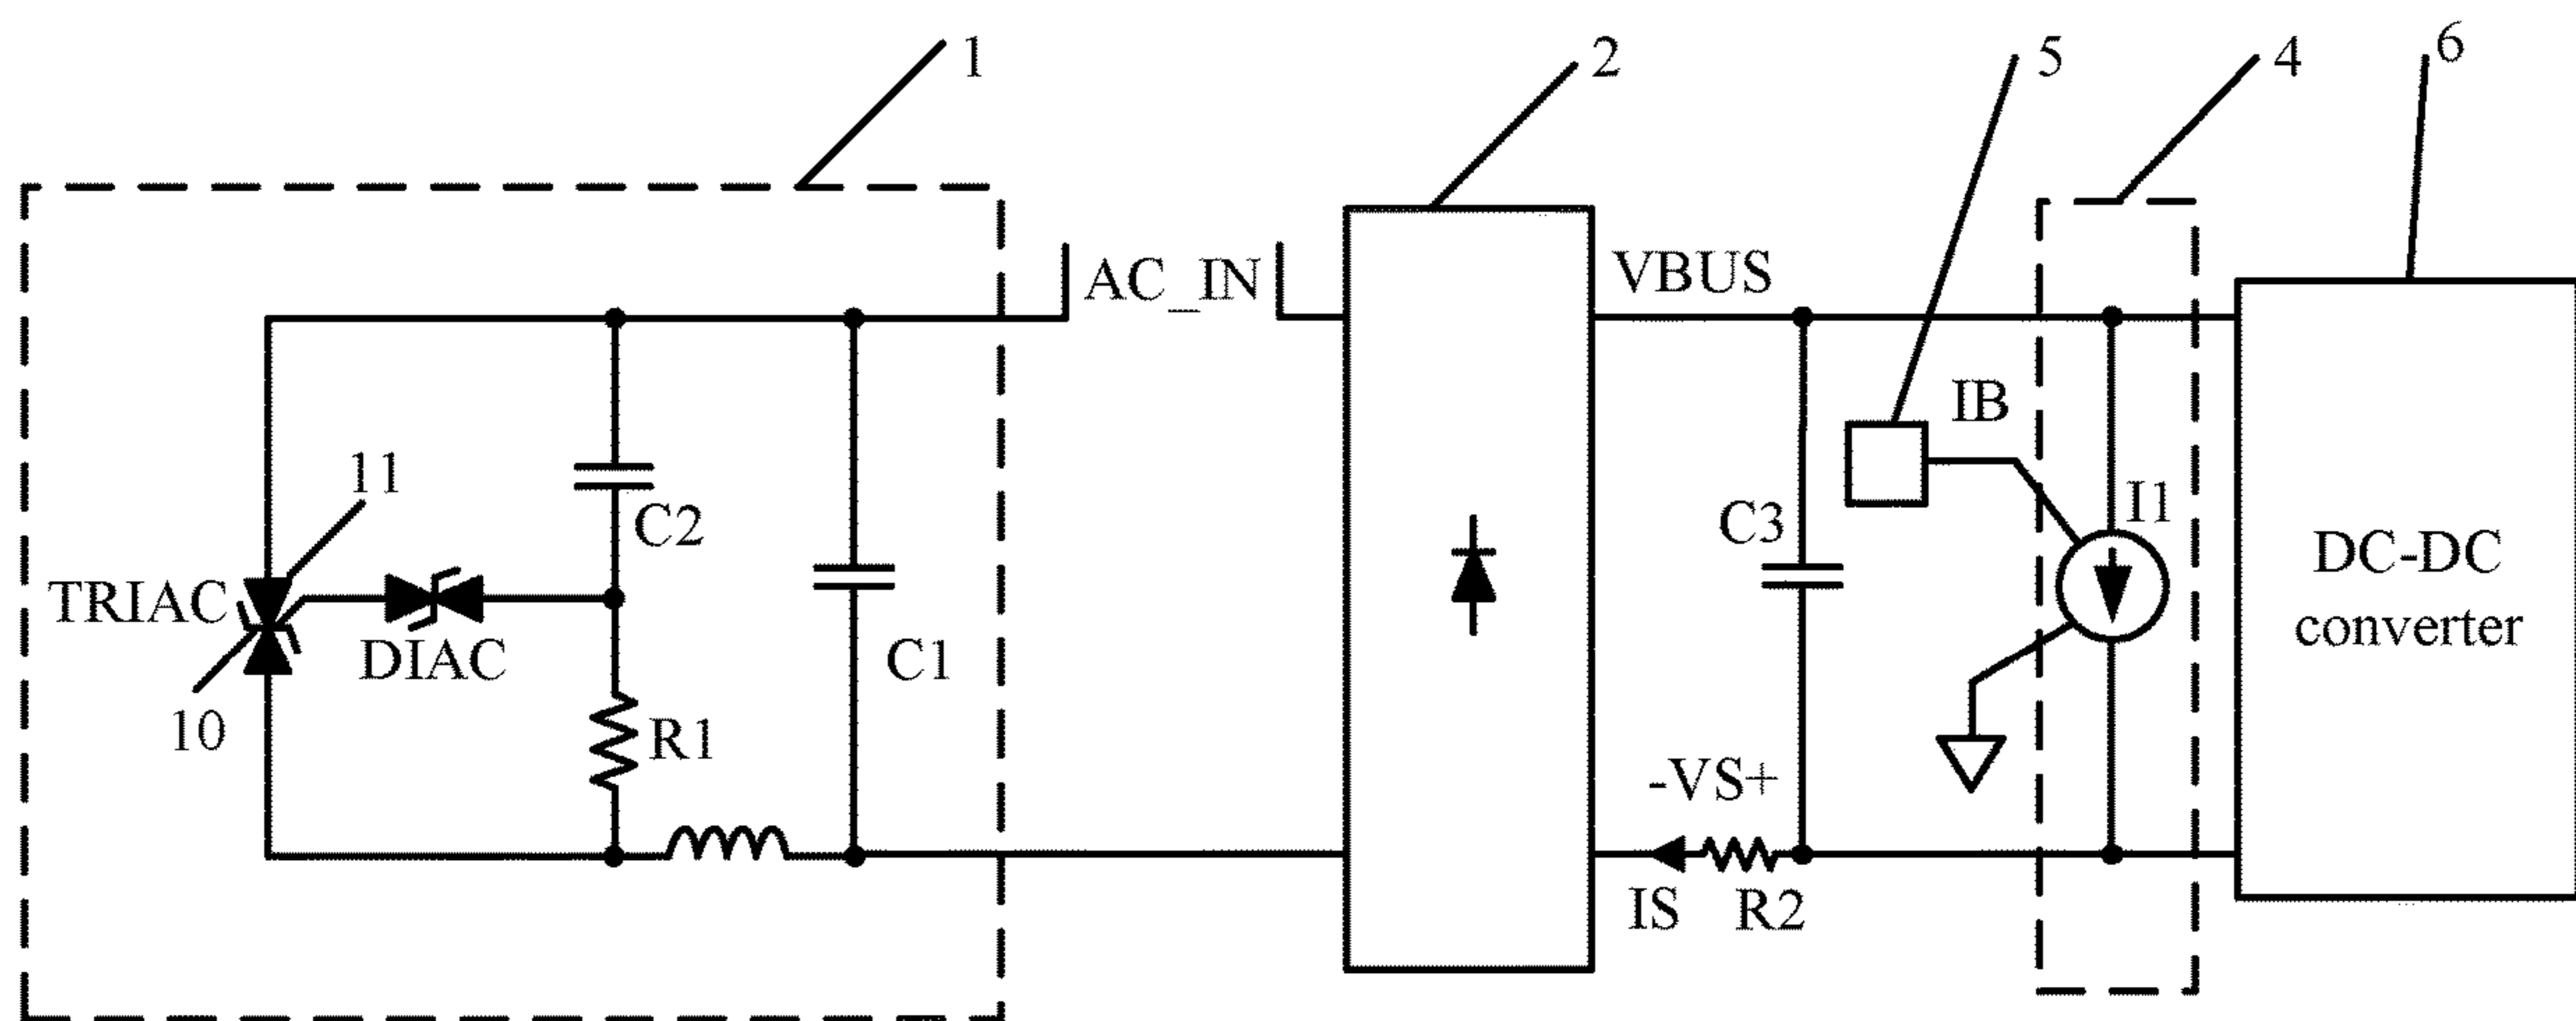 1
2
5
4
6
AC_IN
VBUS
IB
11
C2
C3
I1
TRIAC
DIAC
C1
DC-DC
converter
10
R1
-VS+
IS
R2